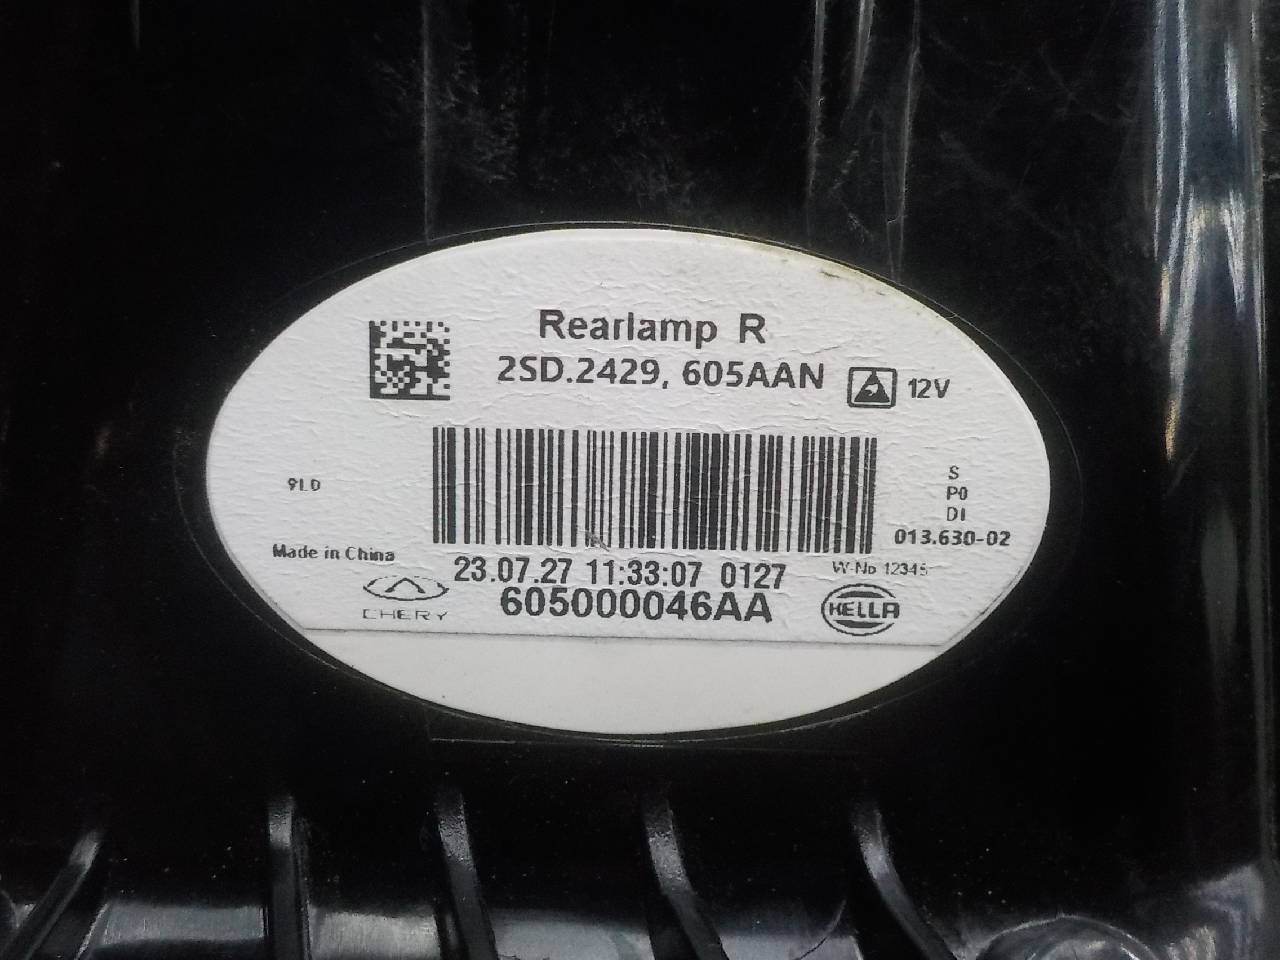 Rearlamp R
2SD.2429, 605AAN
12V
9LD
S
P0
DI
013.630-02
Made in China
23.07.27 11:33:07 0127
W-No 12345
CHERY
605000046AA
HELLA